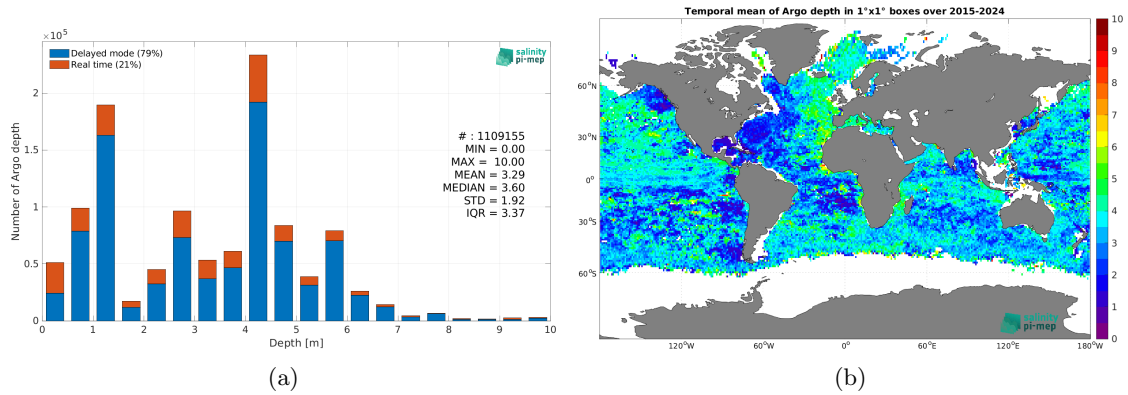 ×10⁵
Delayed mode (79%)
Real time (21%)
salinity
pi-mep
# : 1109155
MIN = 0.00
MAX = 10.00
MEAN = 3.29
MEDIAN = 3.60
STD = 1.92
IQR = 3.37
Number of Argo depth
2
1.5
1
0.5
0
0 1 2 3 4 5 6 7 8 9 10
Depth [m]
(a)
Temporal mean of Argo depth in 1°x1° boxes over 2015-2024
60°N
30°N
0°
30°S
60°S
120°W 60°W 0° 60°E 120°E 180°W
salinity
pi-mep
10
9
8
7
6
5
4
3
2
1
0
(b)